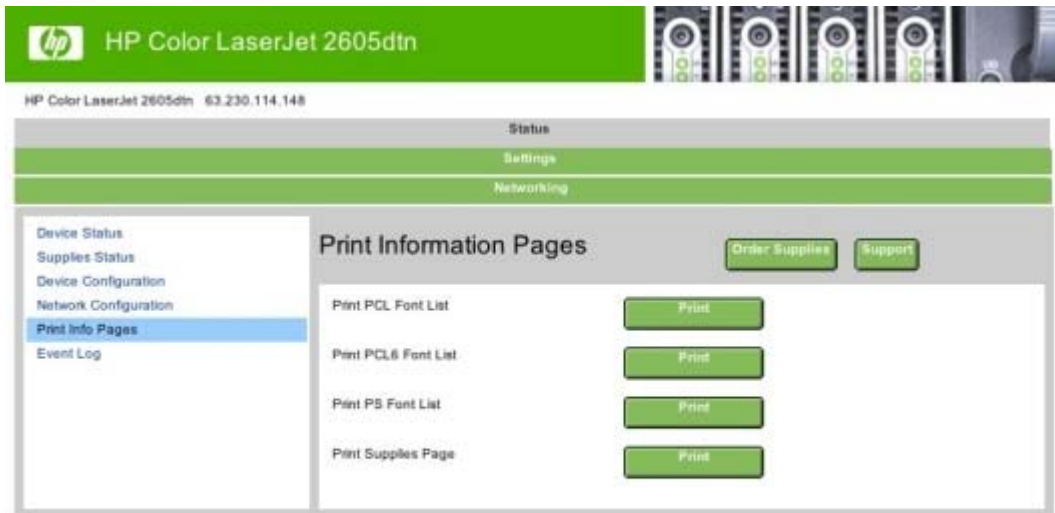 hp HP Color LaserJet 2605dtn
HP Color LaserJet 2605dtn 63.230.114.148
Status
Settings
Networking
Device Status
Supplies Status
Device Configuration
Network Configuration
Print Info Pages
Event Log
Print Information Pages
Order Supplies
Support
Print PCL Font List
Print
Print PCL6 Font List
Print
Print PS Font List
Print
Print Supplies Page
Print